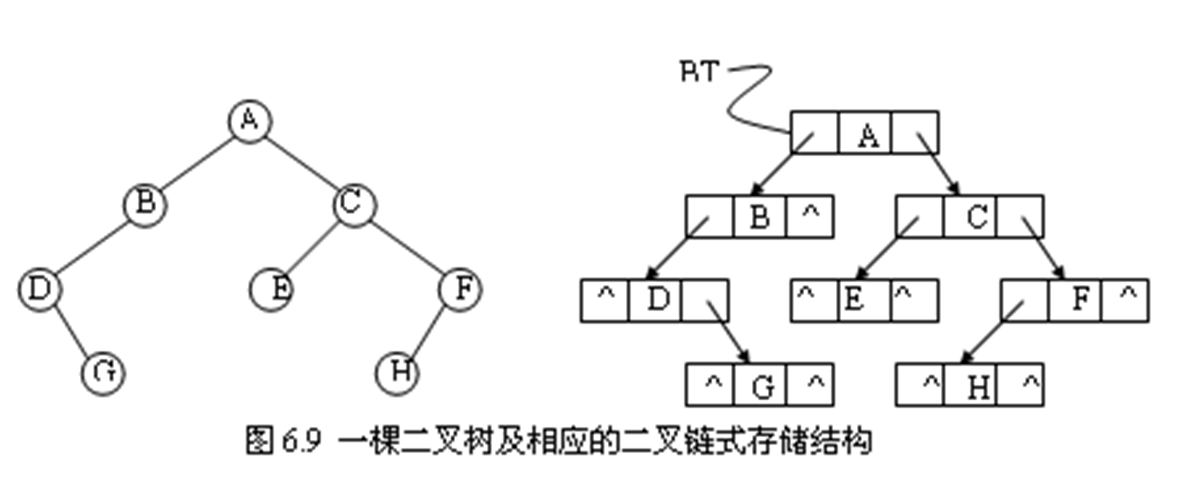 BT
A
A
B
C
B ^
C
D
E
F
^ D
^ E ^
F ^
G
H
^ G ^
^ H ^
图 6.9 一棵二叉树及相应的二叉链式存储结构